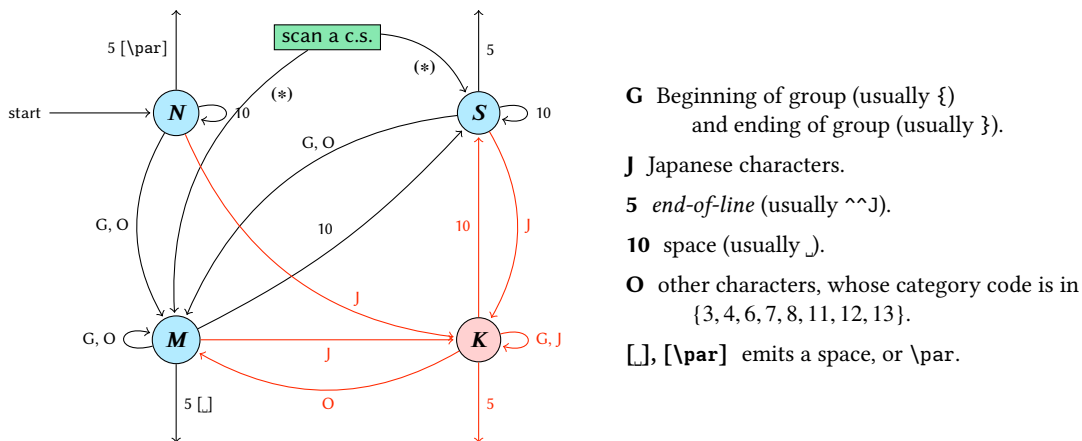 scan a c.s.
5 [\par]
5
(∗)
(∗)
start
N
10
S
10
G, O
G, O
10
10
J
J
G, O
M
J
K
G, J
O
5 [␣]
5
G Beginning of group (usually {)
and ending of group (usually }).
J Japanese characters.
5 end-of-line (usually ^^J).
10 space (usually ␣).
O other characters, whose category code is in
{3, 4, 6, 7, 8, 11, 12, 13}.
[␣], [\par] emits a space, or \par.